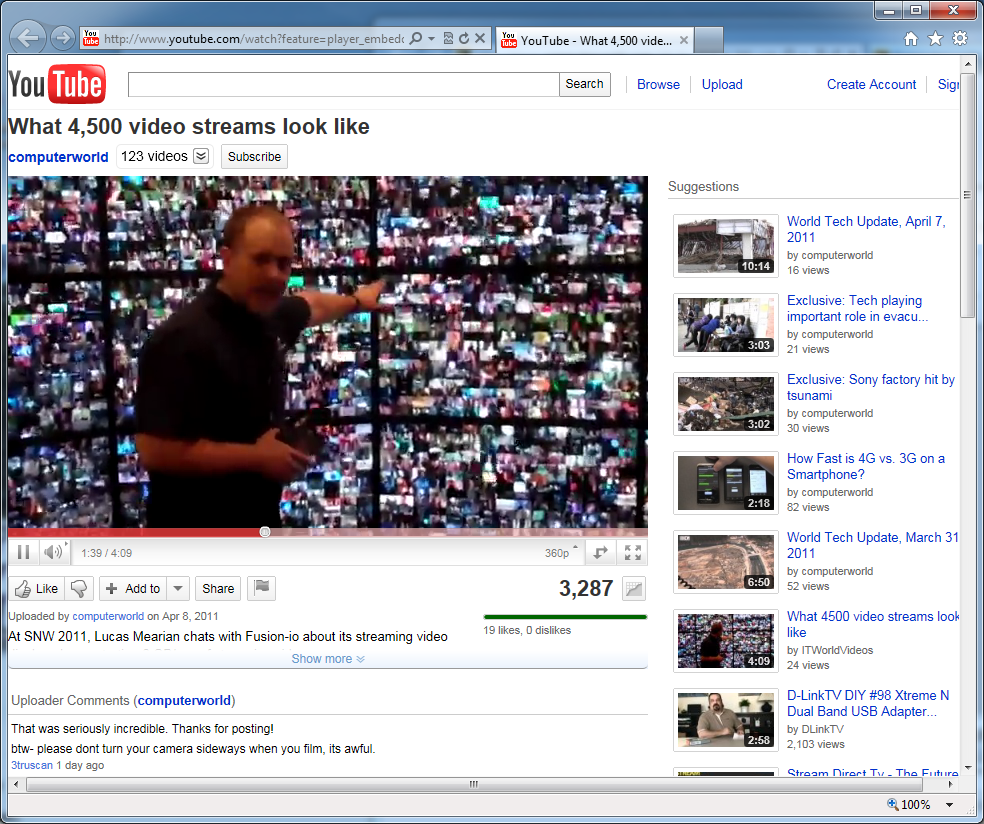 You Tube http://www.youtube.com/watch?feature=player_embedd
You Tube YouTube - What 4,500 vide...
YouTube
Search
Browse
Upload
Create Account
Sign
What 4,500 video streams look like
computerworld
123 videos
Subscribe
1:39 / 4:09
360p
Like
Add to
Share
3,287
Uploaded by computerworld on Apr 8, 2011
19 likes, 0 dislikes
At SNW 2011, Lucas Mearian chats with Fusion-io about its streaming video
Show more
Uploader Comments (computerworld)
That was seriously incredible. Thanks for posting!
btw- please dont turn your camera sideways when you film, its awful.
3truscan 1 day ago
Suggestions
10:14
World Tech Update, April 7,
2011
by computerworld
16 views
3:03
Exclusive: Tech playing
important role in evacu...
by computerworld
21 views
3:02
Exclusive: Sony factory hit by
tsunami
by computerworld
30 views
2:18
How Fast is 4G vs. 3G on a
Smartphone?
by computerworld
82 views
6:50
World Tech Update, March 31
2011
by computerworld
52 views
4:09
What 4500 video streams look
like
by ITWorldVideos
24 views
2:58
D-LinkTV DIY #98 Xtreme N
Dual Band USB Adapter...
by DLinkTV
2,103 views
Stream Direct Tv - The Future
100%